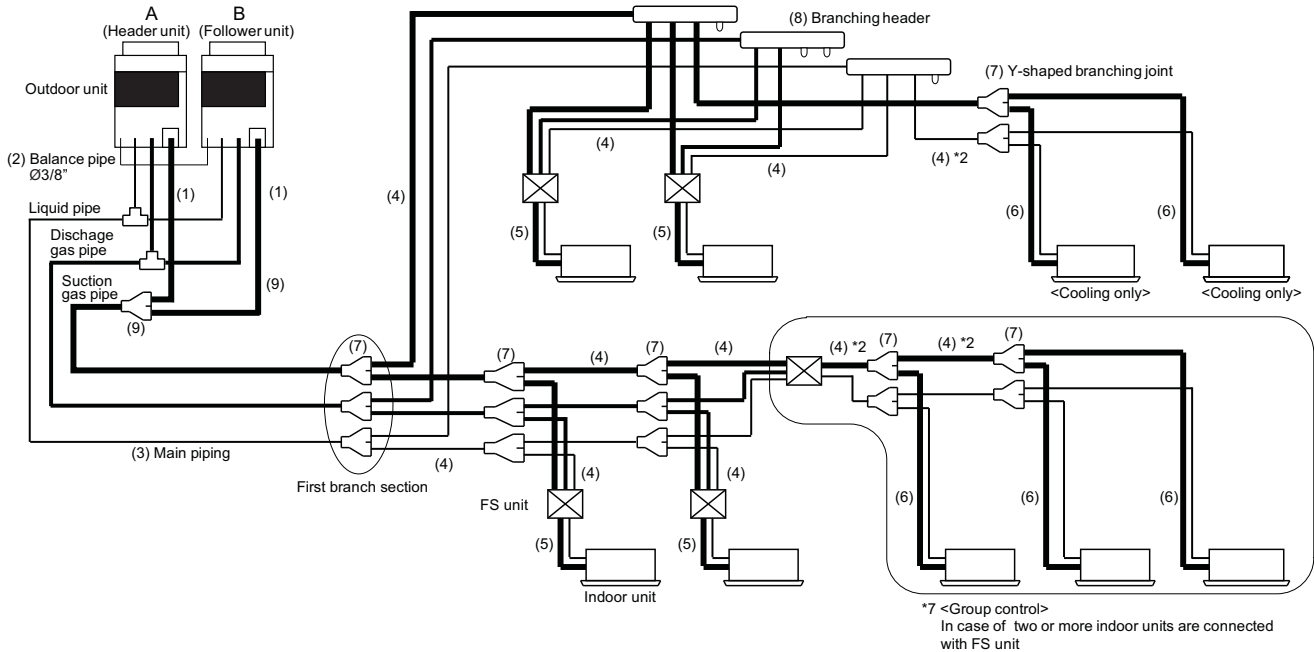 A
B
(Header unit)
(Follower unit)
(8) Branching header
Outdoor unit
(7) Y-shaped branching joint
(2) Balance pipe
Ø3/8”
(1)
(1)
(4)
(4)
(4)
(4) *2
Liquid pipe
(5)
(5)
(6)
(6)
Dischage
gas pipe
Suction
gas pipe
(9)
(9)
<Cooling only>
<Cooling only>
(7)
(7)
(4)
(7)
(4)
(4) *2
(7)
(4) *2
(7)
(3) Main piping
(4)
First branch section
FS unit
(4)
(4)
(5)
(5)
(6)
(6)
(6)
Indoor unit
*7 <Group control>
In case of two or more indoor units are connected
with FS unit